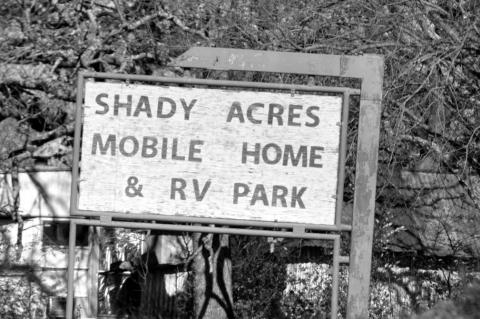 SHADY ACRES
MOBILE HOME
& RV PARK